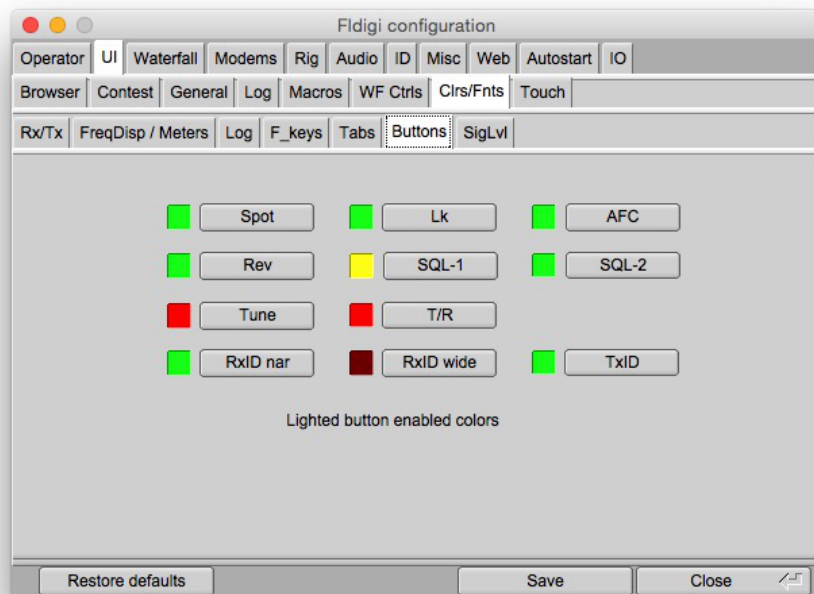 Fldigi configuration
Operator UI Waterfall Modems Rig Audio ID Misc Web Autostart IO
Browser Contest General Log Macros WF Ctrls Clrs/Fnts Touch
Rx/Tx FreqDisp / Meters Log F_keys Tabs Buttons SigLvl
Spot Lk AFC
Rev SQL-1 SQL-2
Tune T/R
RxID nar RxID wide TxID
Lighted button enabled colors
Restore defaults Save Close